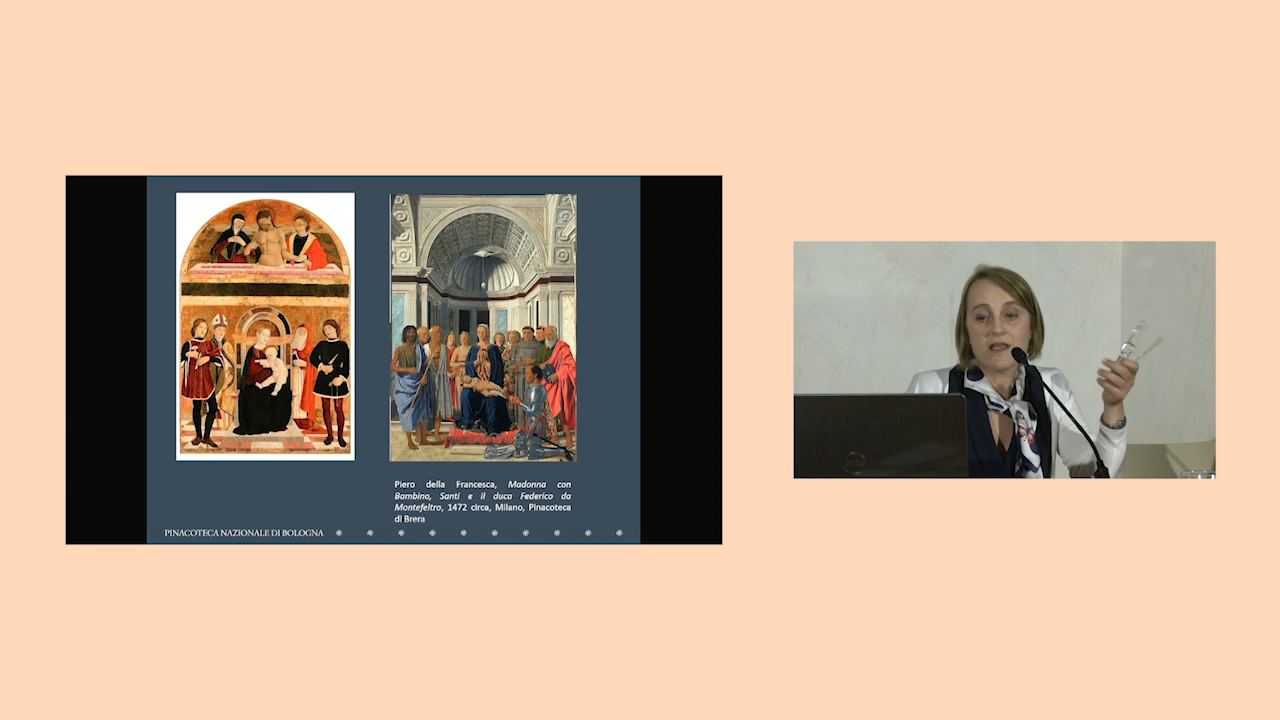 Piero della Francesca, Madonna con
Bambino, Santi e il duca Federico da
Montefeltro, 1472 circa, Milano, Pinacoteca
di Brera
PINACOTECA NAZIONALE DI BOLOGNA